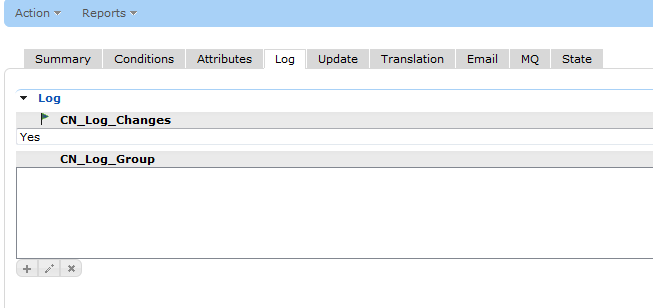 Action Reports
Summary Conditions Attributes Log Update Translation Email MQ State
Log
CN_Log_Changes
Yes
CN_Log_Group